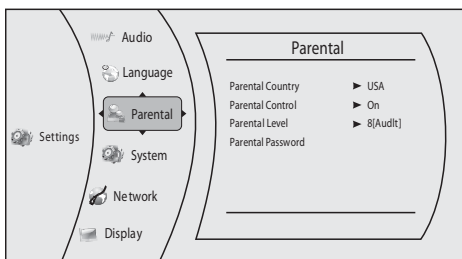 Settings
Audio
Language
Parental
System
Network
Display
Parental
Parental Country ► USA
Parental Control ► On
Parental Level ► 8[Audlt]
Parental Password